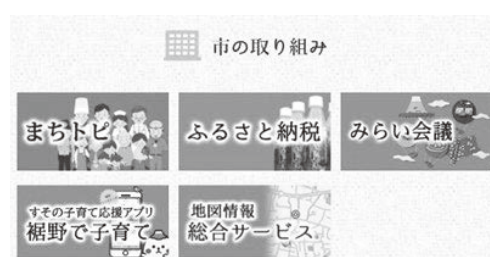 市の取り組み
まちトピ
ふるさと納税
みらい会議
すその子育て応援アプリ
裾野で子育て
地図情報
総合サービス